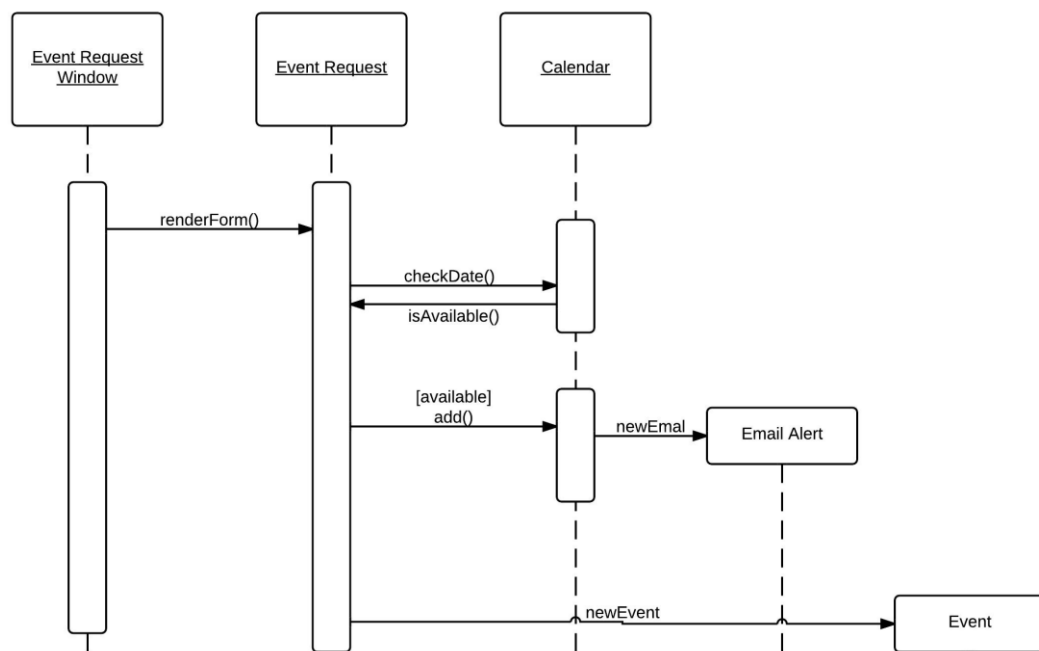 Event Request
Window
Event Request
Calendar
renderForm()
checkDate()
isAvailable()
[available]
add()
newEmal
Email Alert
newEvent
Event